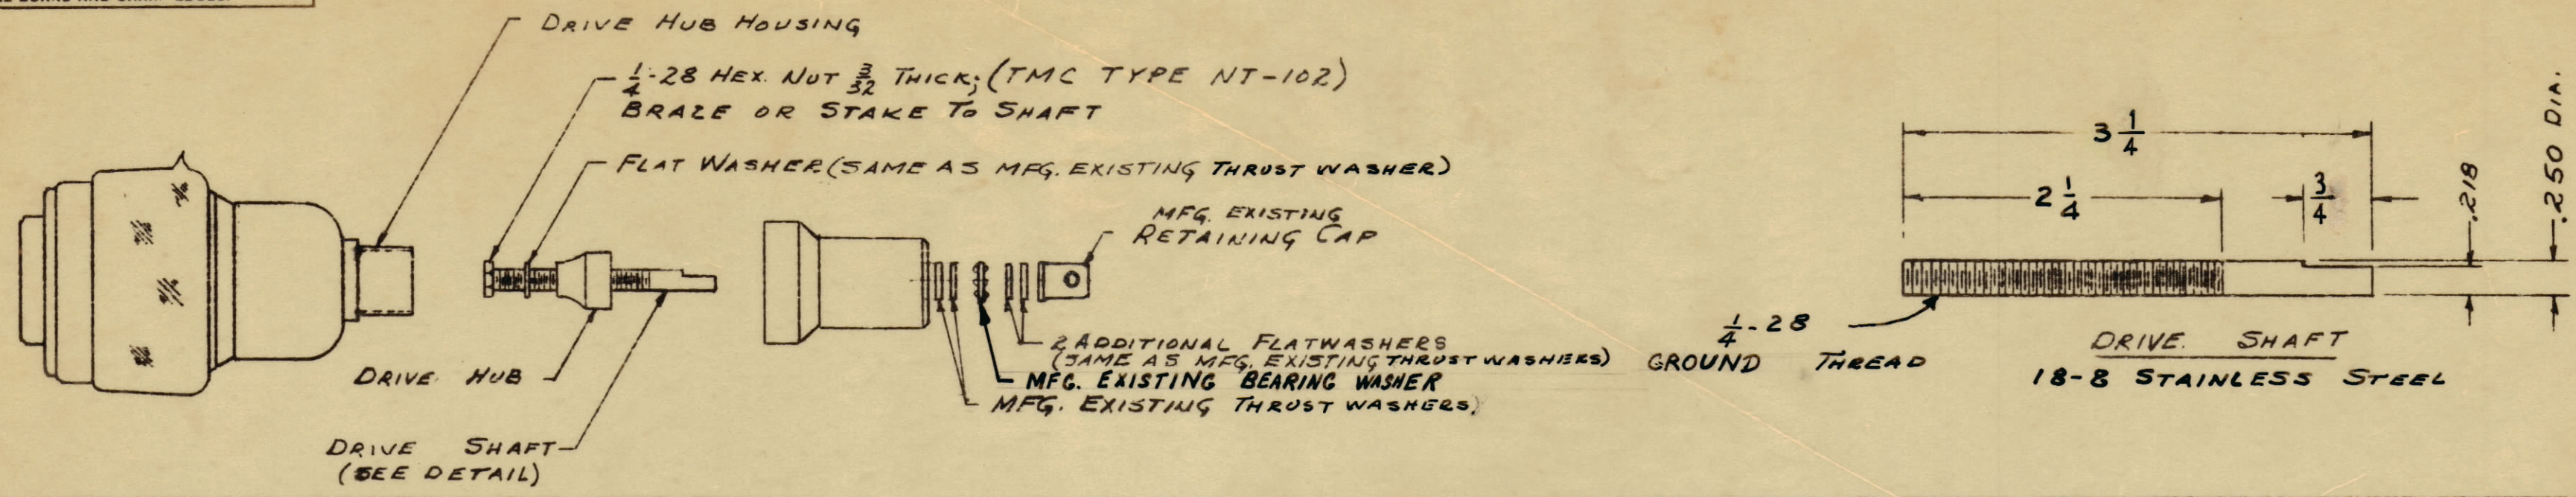 DRIVE HUB HOUSING
1/4-28 HEX. NUT 3/32 THICK; (TMC TYPE NT-102)
BRAZE OR STAKE TO SHAFT
FLAT WASHER (SAME AS MFG. EXISTING THRUST WASHER)
MFG. EXISTING
RETAINING CAP
2 ADDITIONAL FLATWASHERS
(SAME AS MFG. EXISTING THRUST WASHERS)
MFG. EXISTING BEARING WASHER
MFG. EXISTING THRUST WASHERS)
DRIVE HUB
DRIVE SHAFT
(SEE DETAIL)
3 1/4
2 1/4
3/4
.218
.250 DIA.
1/4-28
GROUND THREAD
DRIVE SHAFT
18-8 STAINLESS STEEL